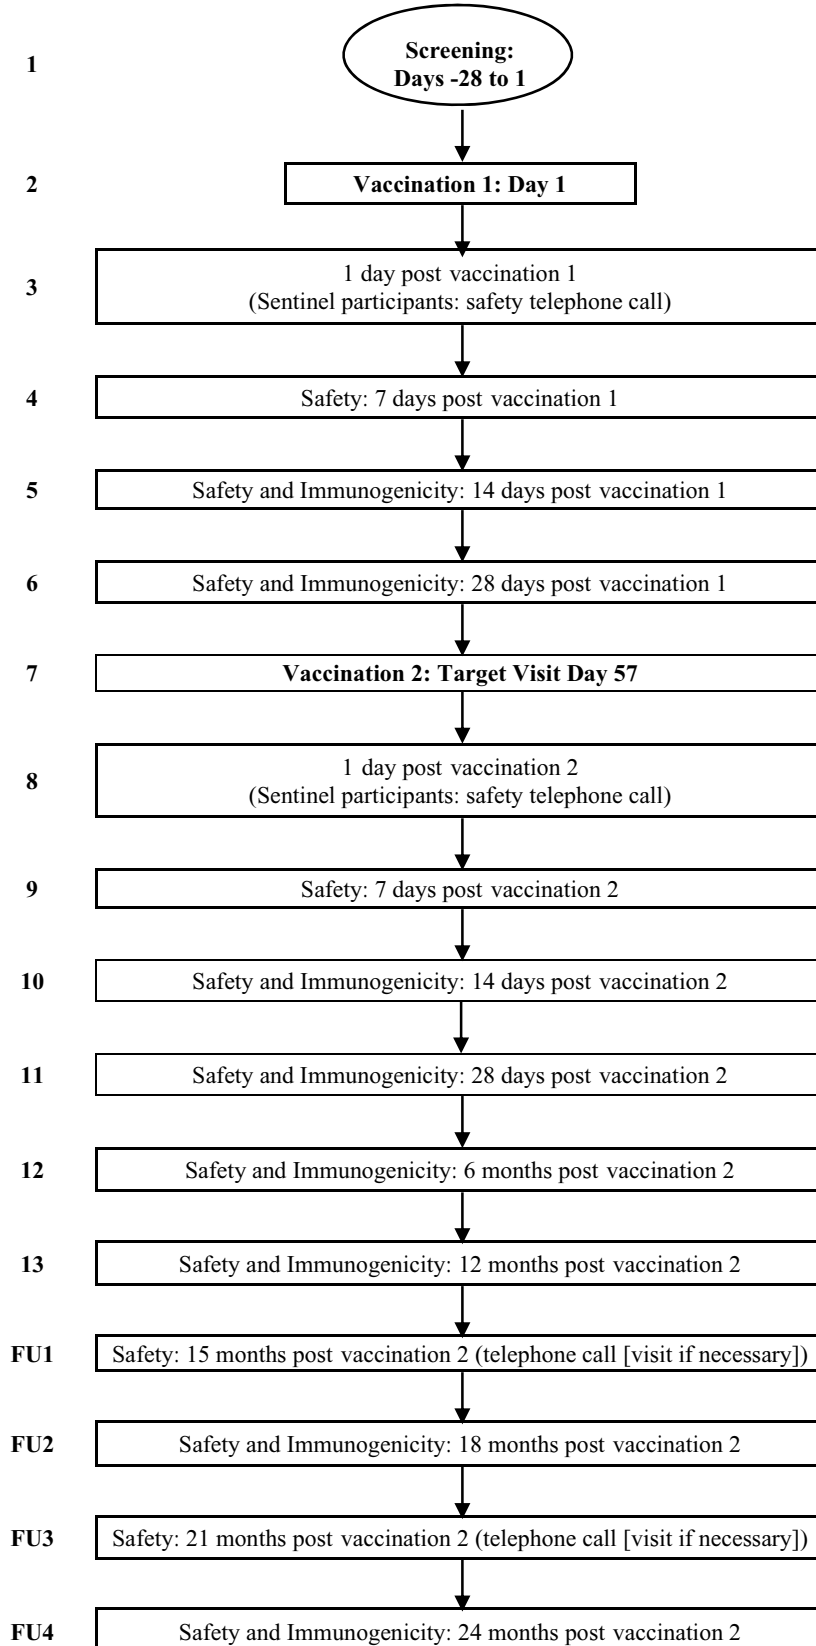 1
Screening:
Days -28 to 1
2
Vaccination 1: Day 1
3
1 day post vaccination 1
(Sentinel participants: safety telephone call)
4
Safety: 7 days post vaccination 1
5
Safety and Immunogenicity: 14 days post vaccination 1
6
Safety and Immunogenicity: 28 days post vaccination 1
7
Vaccination 2: Target Visit Day 57
8
1 day post vaccination 2
(Sentinel participants: safety telephone call)
9
Safety: 7 days post vaccination 2
10
Safety and Immunogenicity: 14 days post vaccination 2
11
Safety and Immunogenicity: 28 days post vaccination 2
12
Safety and Immunogenicity: 6 months post vaccination 2
13
Safety and Immunogenicity: 12 months post vaccination 2
FU1
Safety: 15 months post vaccination 2 (telephone call [visit if necessary])
FU2
Safety and Immunogenicity: 18 months post vaccination 2
FU3
Safety: 21 months post vaccination 2 (telephone call [visit if necessary])
FU4
Safety and Immunogenicity: 24 months post vaccination 2